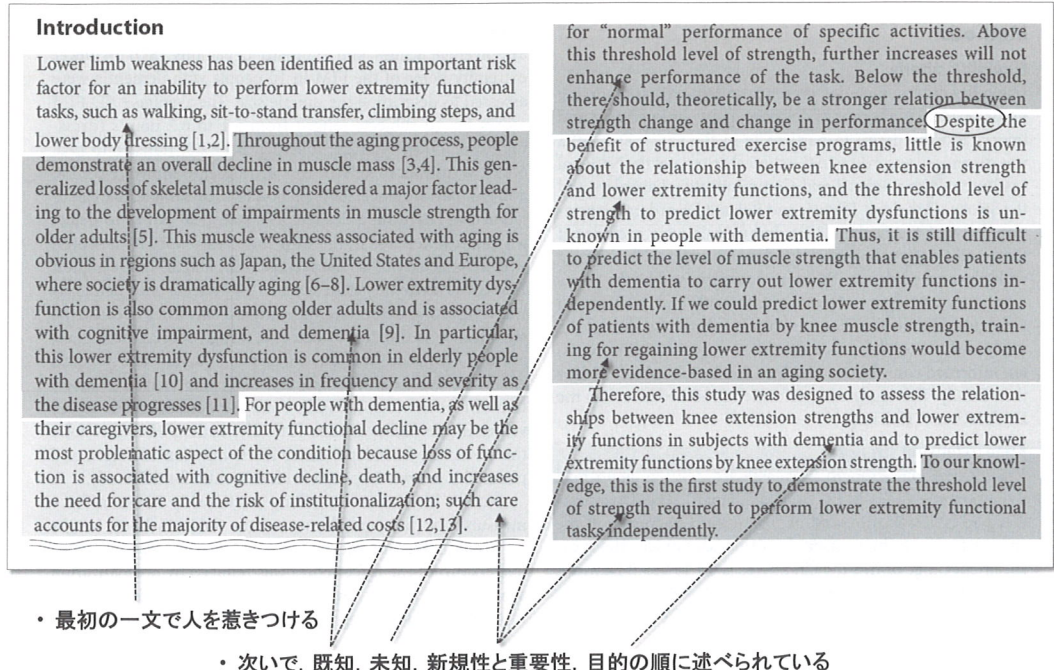 Introduction
Lower limb weakness has been identified as an important risk
factor for an inability to perform lower extremity functional
tasks, such as walking, sit-to-stand transfer, climbing steps, and
lower body dressing [1,2]. Throughout the aging process, people
demonstrate an overall decline in muscle mass [3,4]. This gen-
eralized loss of skeletal muscle is considered a major factor lead-
ing to the development of impairments in muscle strength for
older adults [5]. This muscle weakness associated with aging is
obvious in regions such as Japan, the United States and Europe,
where society is dramatically aging [6–8]. Lower extremity dys-
function is also common among older adults and is associated
with cognitive impairment, and dementia [9]. In particular,
this lower extremity dysfunction is common in elderly people
with dementia [10] and increases in frequency and severity as
the disease progresses [11]. For people with dementia, as well as
their caregivers, lower extremity functional decline may be the
most problematic aspect of the condition because loss of func-
tion is associated with cognitive decline, death, and increases
the need for care and the risk of institutionalization; such care
accounts for the majority of disease-related costs [12,13].
for “normal” performance of specific activities. Above
this threshold level of strength, further increases will not
enhance performance of the task. Below the threshold,
there should, theoretically, be a stronger relation between
strength change and change in performance. Despite the
benefit of structured exercise programs, little is known
about the relationship between knee extension strength
and lower extremity functions, and the threshold level of
strength to predict lower extremity dysfunctions is un-
known in people with dementia. Thus, it is still difficult
to predict the level of muscle strength that enables patients
with dementia to carry out lower extremity functions in-
dependently. If we could predict lower extremity functions
of patients with dementia by knee muscle strength, train-
ing for regaining lower extremity functions would become
more evidence-based in an aging society.
Therefore, this study was designed to assess the relation-
ships between knee extension strengths and lower extrem-
ity functions in subjects with dementia and to predict lower
extremity functions by knee extension strength. To our knowl-
edge, this is the first study to demonstrate the threshold level
of strength required to perform lower extremity functional
tasks independently.
・最初の一文で人を惹きつける
・次いで, 既知, 未知, 新規性と重要性, 目的の順に述べられている